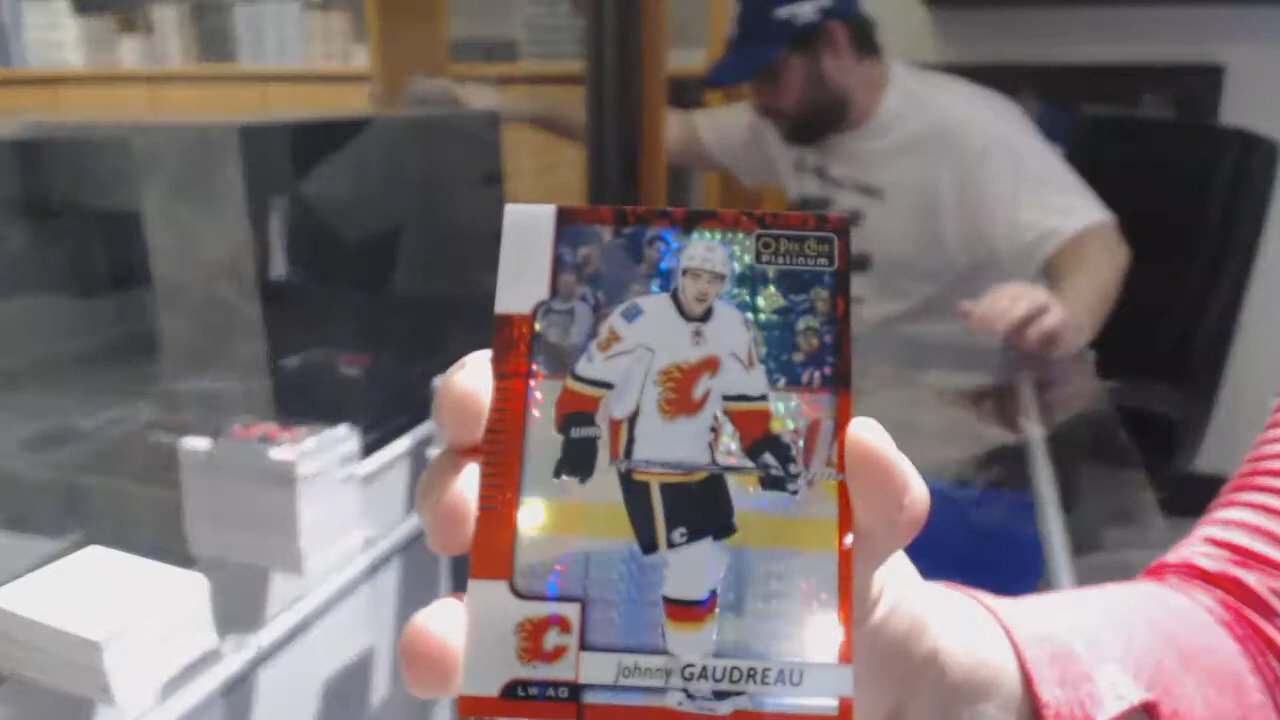 O-Pee-Chee
Platinum
C
C
C
Johnny GAUDREAU
LW/AG